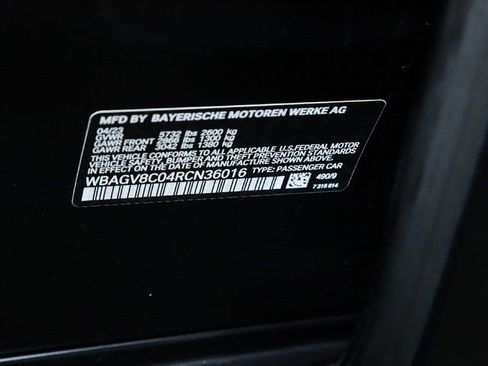 MFD BY BAYERISCHE MOTOREN WERKE AG
04/23 5732 lbs 2600 kg
GVWR 2866 lbs 1300 kg
GAWR FRONT 3042 lbs 1380 kg
GAWR REAR
THIS VEHICLE CONFORMS TO ALL APPLICABLE U.S. FEDERAL MOTOR
VEHICLE SAFETY, BUMPER, AND THEFT PREVENTION STANDARDS
IN EFFECT ON THE DATE OF MANUFACTURE SHOWN ABOVE.
WBAGV8C04RCN36016 TYPE: PASSENGER CAR
490/9
7 315 814